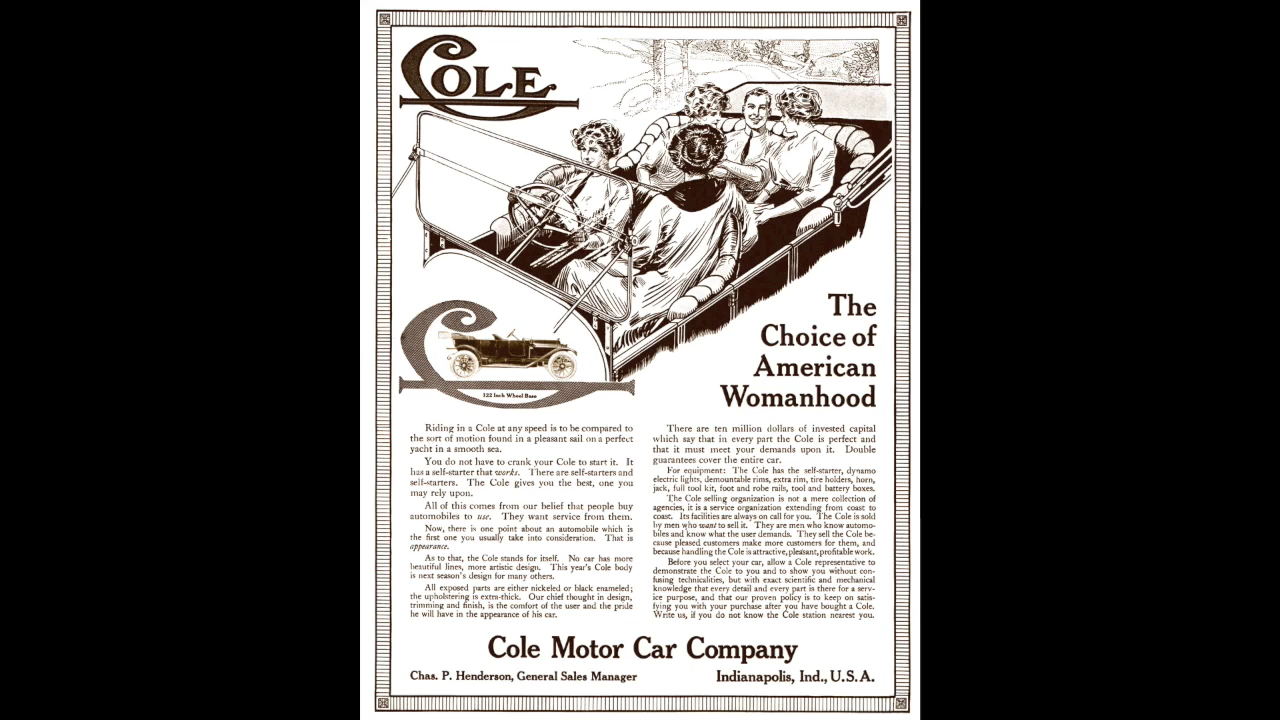 COLE
The
Choice of
American
Womanhood
122 Inch Wheel Base
Riding in a Cole at any speed is to be compared to
the sort of motion found in a pleasant sail on a perfect
yacht in a smooth sea.
You do not have to crank your Cole to start it. It
has a self-starter that works. There are self-starters and
self-starters. The Cole gives you the best, one you
may rely upon.
All of this comes from our belief that people buy
automobiles to use. They want service from them.
Now, there is one point about an automobile which is
the first one you usually take into consideration. That is
appearance.
As to that, the Cole stands for itself. No car has more
beautiful lines, more artistic design. This year's Cole body
is next season's design for many others.
All exposed parts are either nickeled or black enameled;
the upholstering is extra-thick. Our chief thought in design,
trimming and finish, is the comfort of the user and the pride
he will have in the appearance of his car.
There are ten million dollars of invested capital
which say that in every part the Cole is perfect and
that it must meet your demands upon it. Double
guarantees cover the entire car.
For equipment: The Cole has the self-starter, dynamo
electric lights, demountable rims, extra rim, tire holders, horn,
jack, full tool kit, foot and robe rails, tool and battery boxes.
The Cole selling organization is not a mere collection of
agencies, it is a service organization extending from coast to
coast. Its facilities are always on call for you. The Cole is sold
by men who want to sell it. They are men who know automo-
biles and know what the user demands. They sell the Cole be-
cause pleased customers make more customers for them, and
because handling the Cole is attractive, pleasant, profitable work.
Before you select your car, allow a Cole representative to
demonstrate the Cole to you and to show you without con-
fusing technicalities, but with exact scientific and mechanical
knowledge that every detail and every part is there for a serv-
ice purpose, and that our proven policy is to keep on satis-
fying you with your purchase after you have bought a Cole.
Write us, if you do not know the Cole station nearest you.
Cole Motor Car Company
Chas. P. Henderson, General Sales Manager
Indianapolis, Ind., U.S.A.